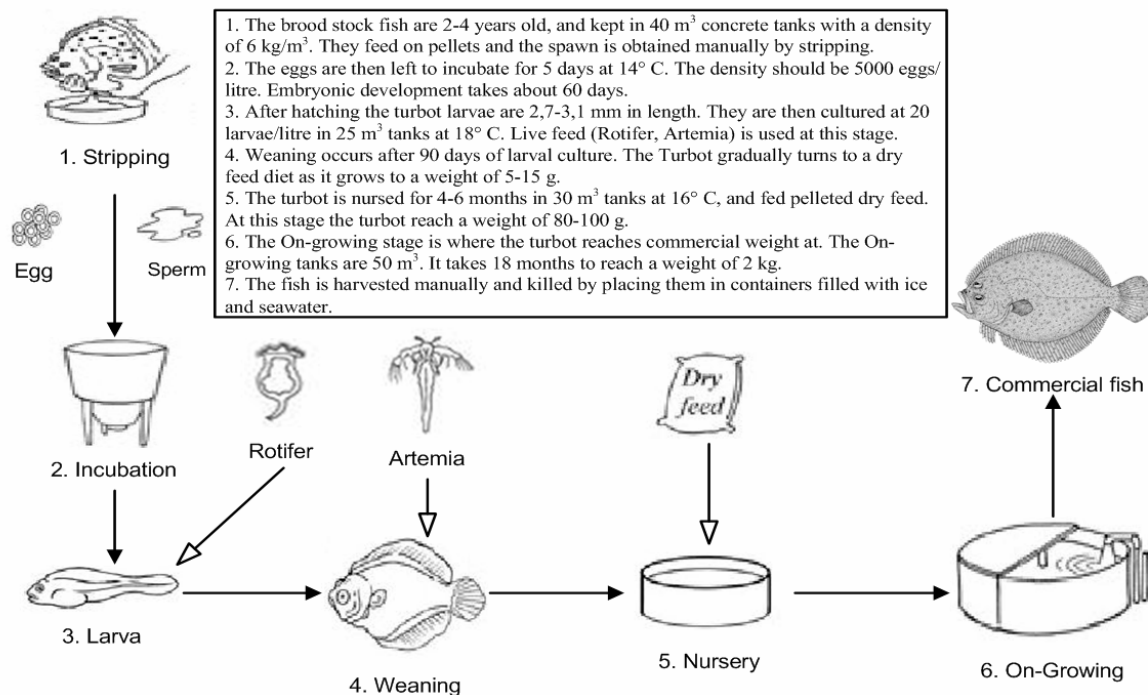 1. The brood stock fish are 2-4 years old, and kept in 40 m³ concrete tanks with a density
of 6 kg/m³. They feed on pellets and the spawn is obtained manually by stripping.
2. The eggs are then left to incubate for 5 days at 14° C. The density should be 5000 eggs/
litre. Embryonic development takes about 60 days.
3. After hatching the turbot larvae are 2,7-3,1 mm in length. They are then cultured at 20
larvae/litre in 25 m³ tanks at 18° C. Live feed (Rotifer, Artemia) is used at this stage.
4. Weaning occurs after 90 days of larval culture. The Turbot gradually turns to a dry
feed diet as it grows to a weight of 5-15 g.
5. The turbot is nursed for 4-6 months in 30 m³ tanks at 16° C, and fed pelleted dry feed.
At this stage the turbot reach a weight of 80-100 g.
6. The On-growing stage is where the turbot reaches commercial weight at. The On-
growing tanks are 50 m³. It takes 18 months to reach a weight of 2 kg.
7. The fish is harvested manually and killed by placing them in containers filled with ice
and seawater.
1. Stripping
Egg
Sperm
2. Incubation
Rotifer
Artemia
Dry
feed
7. Commercial fish
3. Larva
4. Weaning
5. Nursery
6. On-Growing